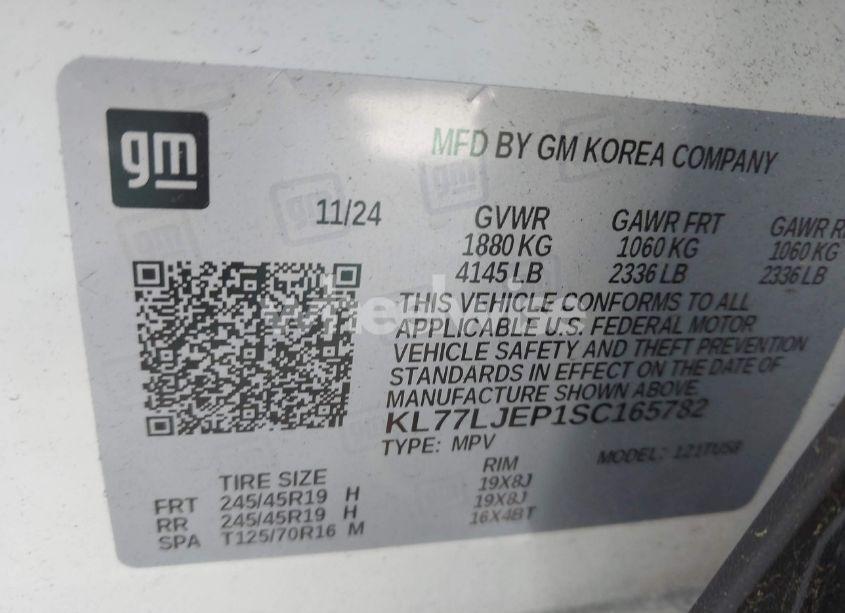 gm
MFD BY GM KOREA COMPANY
11/24
GVWR GAWR FRT GAWR
1880 KG 1060 KG 1060 KG
4145 LB 2336 LB 2336 LB
THIS VEHICLE CONFORMS TO ALL
APPLICABLE U.S. FEDERAL MOTOR
VEHICLE SAFETY AND THEFT PREVENTION
STANDARDS IN EFFECT ON THE DATE OF
MANUFACTURE SHOWN ABOVE.
KL77LJEP1SC165782
TYPE: MPV MODEL:
TIRE SIZE RIM
FRT 245/45R19 H 19X8J
RR 245/45R19 H 19X8J
SPA T125/70R16 M 16X4BT